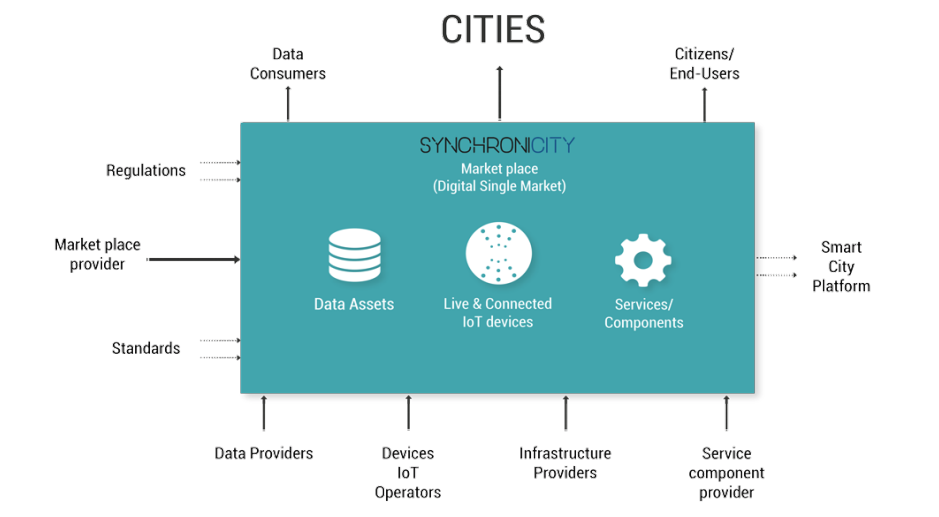 CITIES
Data
Consumers
Citizens/
End-Users
SYNCHRONICITY
Market place
(Digital Single Market)
Regulations
Market place
provider
Standards
Data Assets
Live & Connected
IoT devices
Services/
Components
Smart
City
Platform
Data Providers
Devices
IoT
Operators
Infrastructure
Providers
Service
component
provider